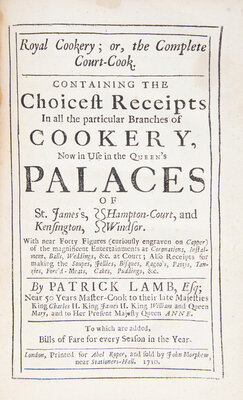 Royal Cookery; or, the Complete
Court-Cook.
CONTAINING THE
Choiceſt Receipts
In all the particular Branches of
COOKERY,
Now in Uſe in the QUEEN'S
PALACES
OF
St. James's, Hampton-Court, and
Kenſington, Windſor.
With near Forty Figures (curiouſly engraven on Copper)
of the magnificent Entertainments at Coronations, Inſtal-
ment, Balls, Weddings, &c. at Court; Alſo Receipts for
making the Soupes, Jellies, Biſques, Ragoo's, Pattys, Tan-
zies, Forc'd-Meats, Cakes, Puddings, &c.
By PATRICK LAMB, Eſq;
Near 50 Years Maſter-Cook to their late Majeſties
King Charles II. King James II. King William and Queen
Mary, and to Her Preſent Majeſty Queen ANNE.
To which are added,
Bills of Fare for every Seaſon in the Year.
London, Printed for Abel Roper, and ſold by John Morphew
near Stationers-Hall. 1710.